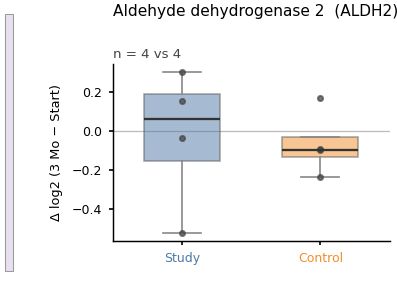 Aldehyde dehydrogenase 2  (ALDH2)
n = 4 vs 4
Δ log2 (3 Mo − Start)
0.2
0.0
−0.2
−0.4
Study
Control